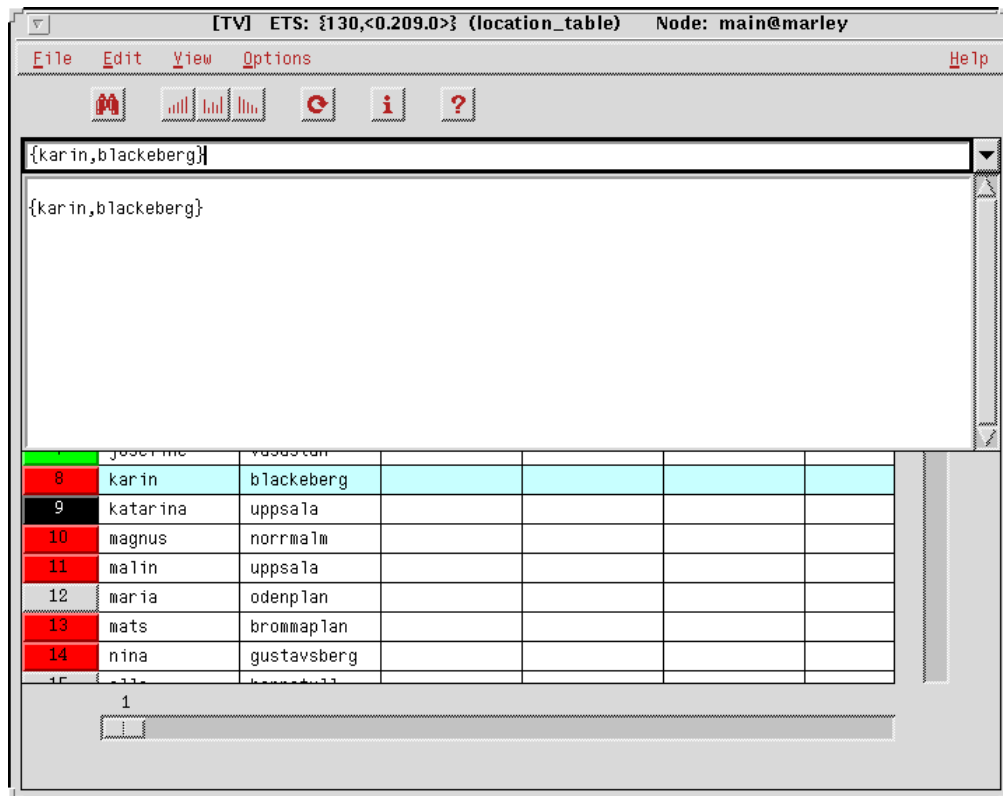 [TV] ETS: {130,<0.209.0>} (location_table) Node: main@marley
File Edit View Options Help
{karin,blackeberg}
{karin,blackeberg}
8 karin blackeberg
9 katarina uppsala
10 magnus norrmalm
11 malin uppsala
12 maria odenplan
13 mats brommaplan
14 nina gustavsberg
1